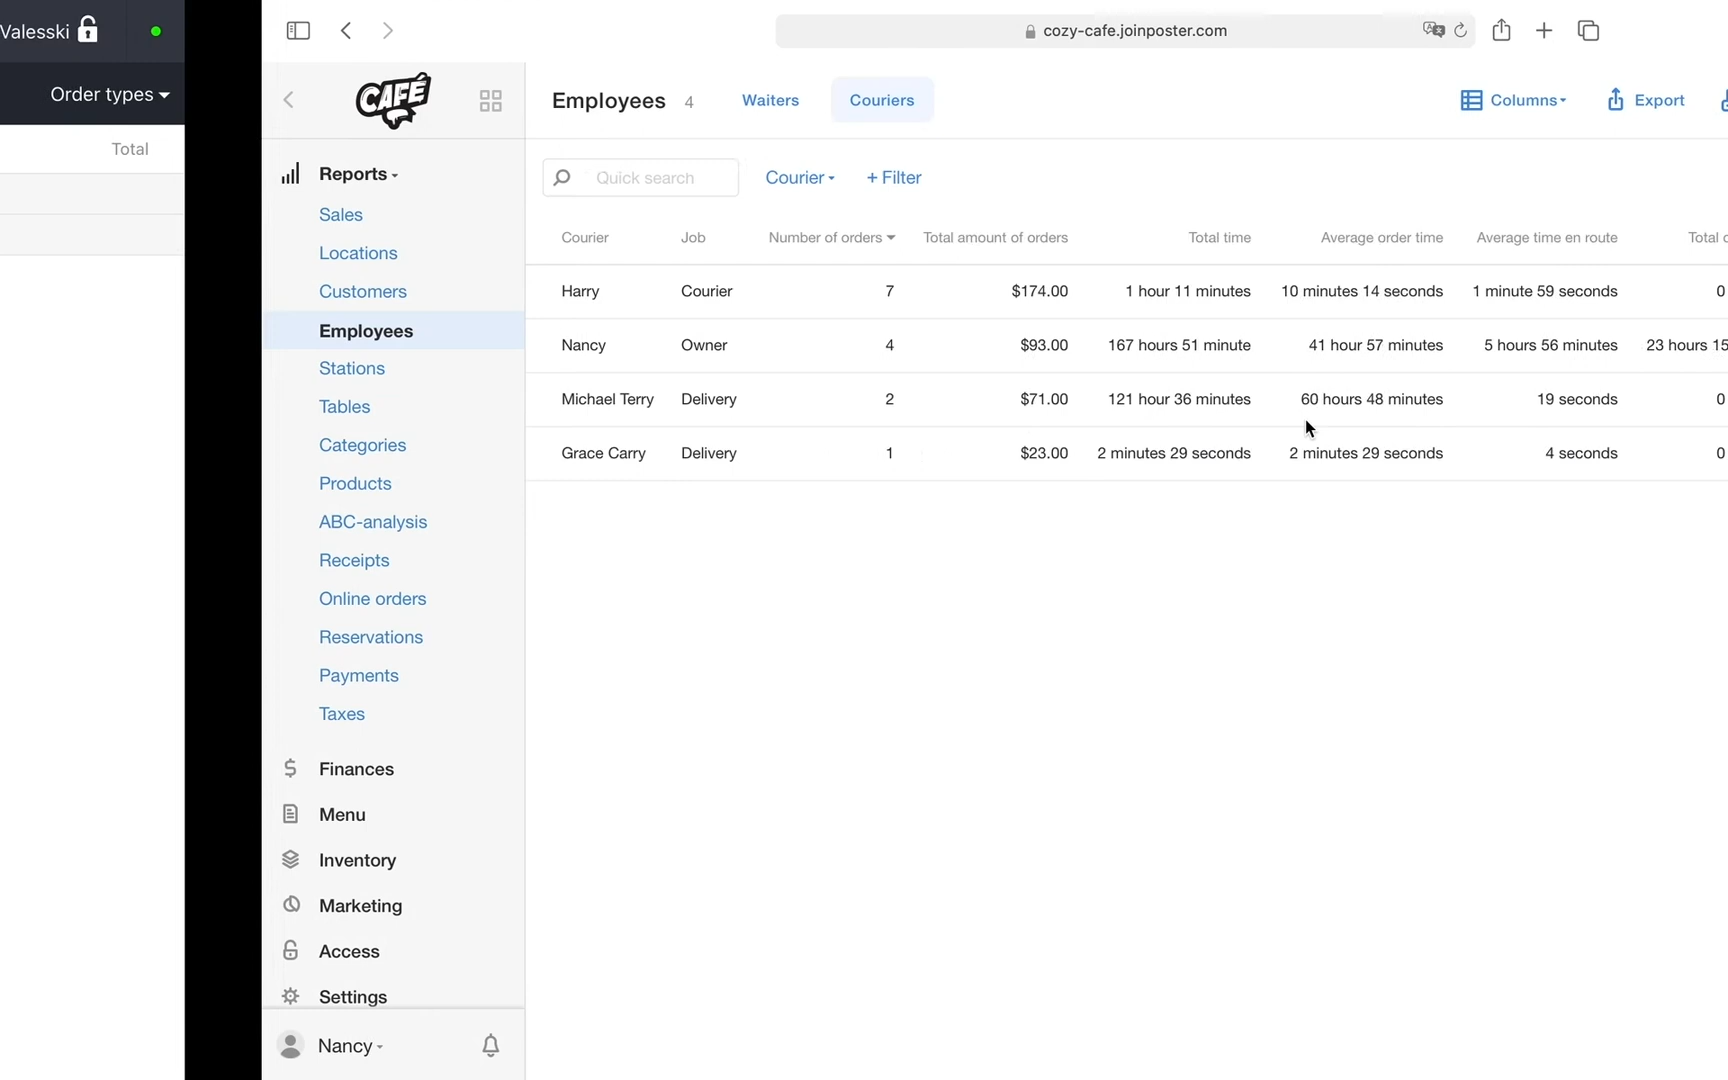 Valesski
Order types
Total
cozy-cafe.joinposter.com
CAFÉ
Employees 4 Waiters Couriers Columns Export
Reports
Sales
Locations
Customers
Employees
Stations
Tables
Categories
Products
ABC-analysis
Receipts
Online orders
Reservations
Payments
Taxes
Finances
Menu
Inventory
Marketing
Access
Settings
Nancy
Quick search Courier + Filter
Courier Job Number of orders Total amount of orders Total time Average order time Average time en route Total
Harry Courier 7 $174.00 1 hour 11 minutes 10 minutes 14 seconds 1 minute 59 seconds 0
Nancy Owner 4 $93.00 167 hours 51 minute 41 hour 57 minutes 5 hours 56 minutes 23 hours 15
Michael Terry Delivery 2 $71.00 121 hour 36 minutes 60 hours 48 minutes 19 seconds 0
Grace Carry Delivery 1 $23.00 2 minutes 29 seconds 2 minutes 29 seconds 4 seconds 0